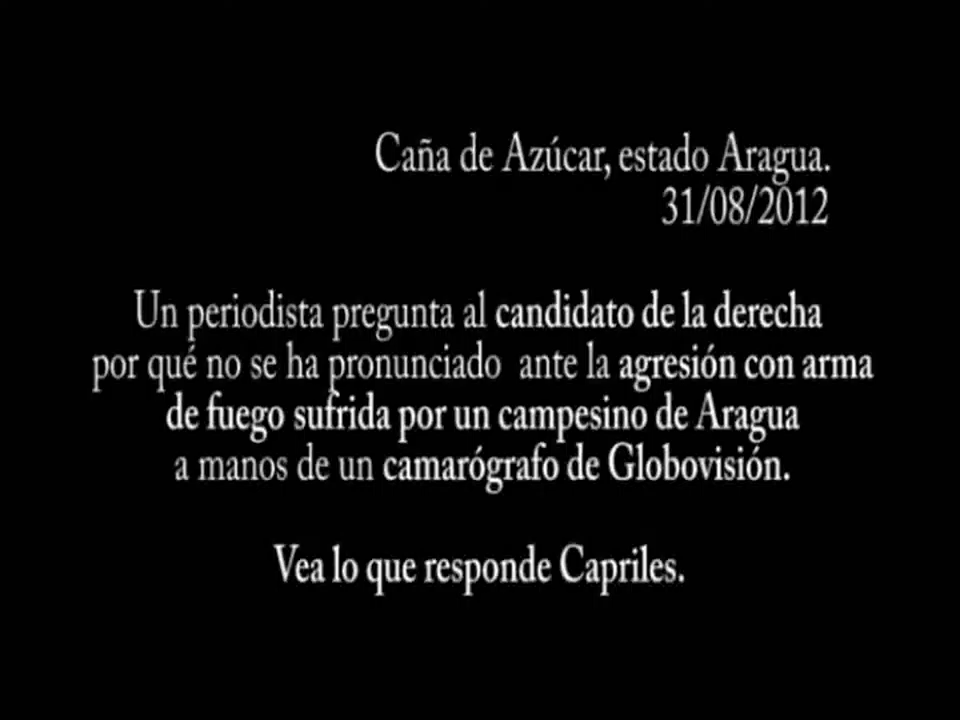 Caña de Azúcar, estado Aragua.
31/08/2012
Un periodista pregunta al candidato de la derecha
por qué no se ha pronunciado ante la agresión con arma
de fuego sufrida por un campesino de Aragua
a manos de un camarógrafo de Globovisión.
Vea lo que responde Capriles.